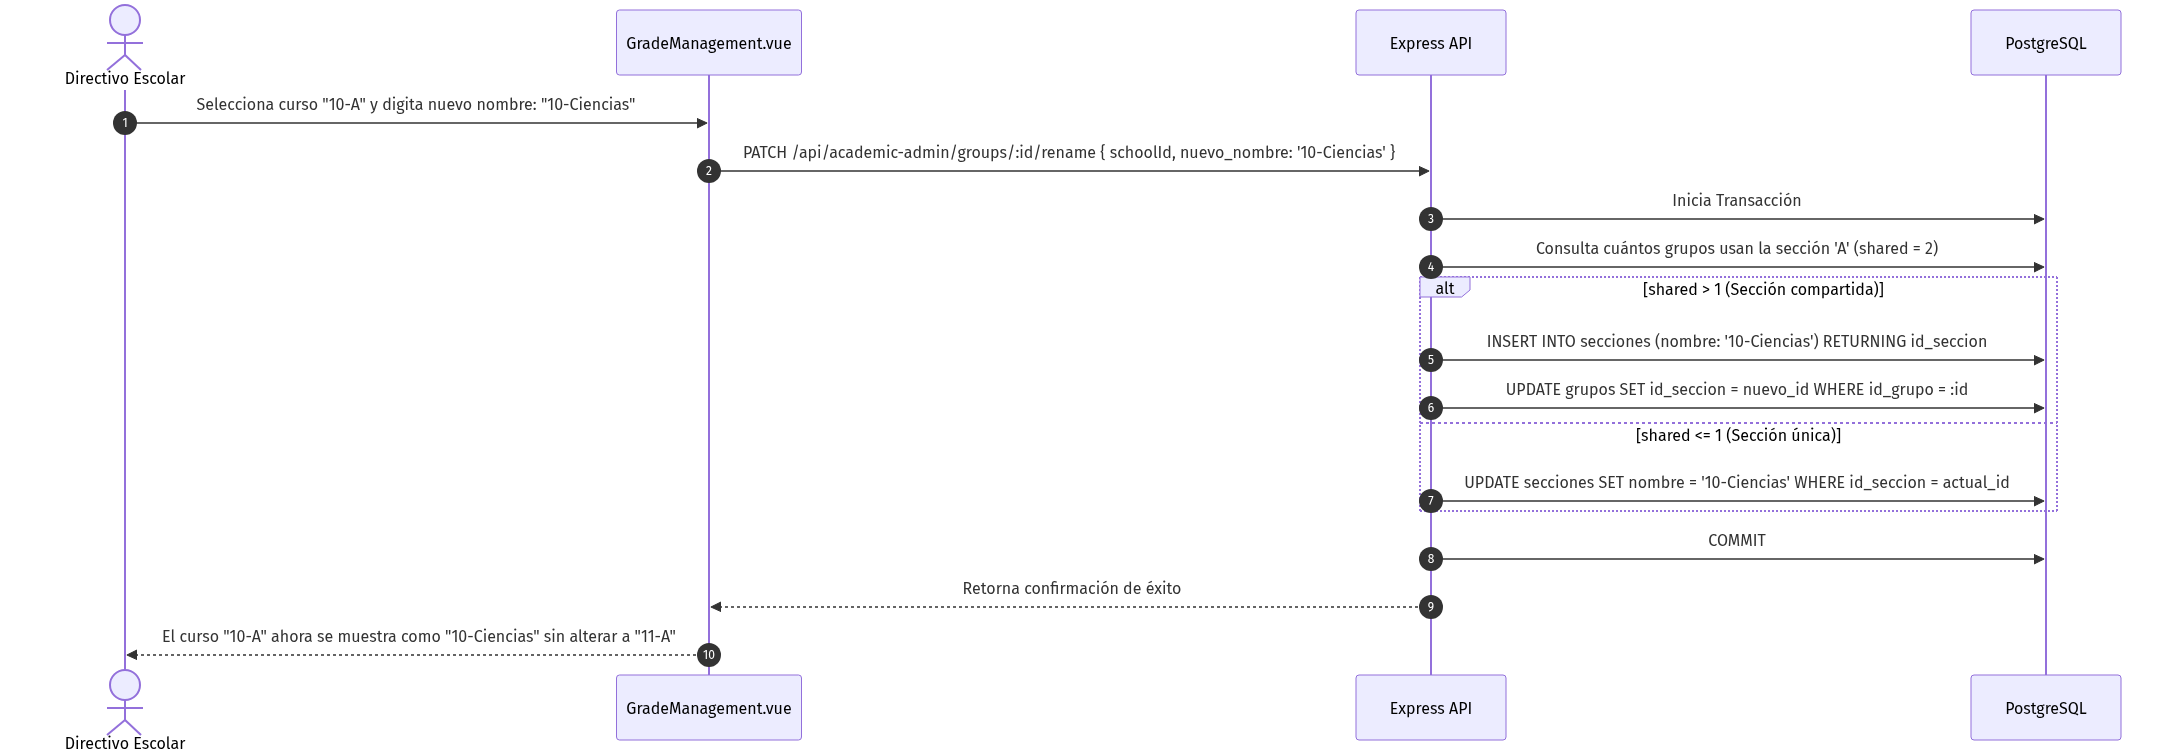 Directivo Escolar
GradeManagement.vue
Express API
PostgreSQL
Selecciona curso "10-A" y digita nuevo nombre: "10-Ciencias"
1
PATCH /api/academic-admin/groups/:id/rename { schoolId, nuevo_nombre: '10-Ciencias' }
2
Inicia Transacción
3
Consulta cuántos grupos usan la sección 'A' (shared = 2)
4
alt
[shared > 1 (Sección compartida)]
INSERT INTO secciones (nombre: '10-Ciencias') RETURNING id_seccion
5
UPDATE grupos SET id_seccion = nuevo_id WHERE id_grupo = :id
6
[shared <= 1 (Sección única)]
UPDATE secciones SET nombre = '10-Ciencias' WHERE id_seccion = actual_id
7
COMMIT
8
Retorna confirmación de éxito
9
El curso "10-A" ahora se muestra como "10-Ciencias" sin alterar a "11-A"
10
Directivo Escolar
GradeManagement.vue
Express API
PostgreSQL